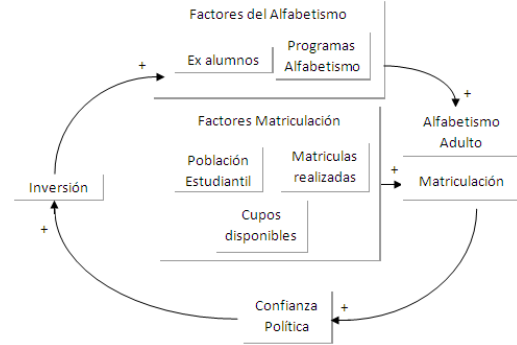 Factores del Alfabetismo
+
Ex alumnos
Programas
Alfabetismo
+
Factores Matriculación
Alfabetismo
Adulto
Población
Estudiantil
Matriculas
realizadas
+
Matriculación
Inversión
Cupos
disponibles
+
Confianza
Política
+